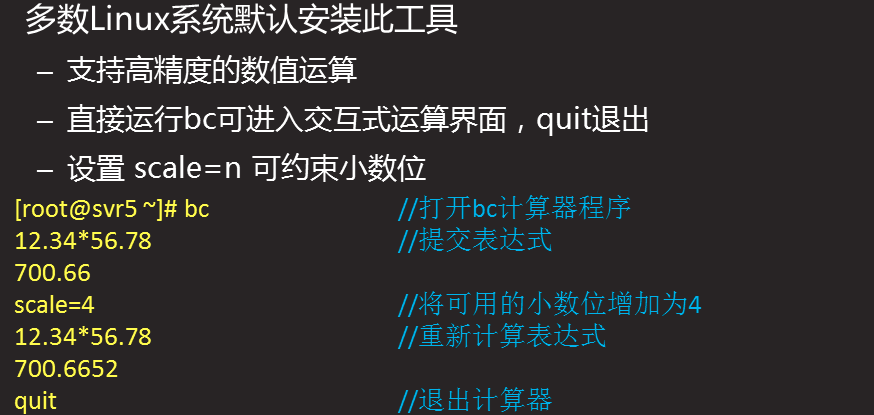 多数Linux系统默认安装此工具
– 支持高精度的数值运算
– 直接运行bc可进入交互式运算界面，quit退出
– 设置 scale=n 可约束小数位
[root@svr5 ~]# bc //打开bc计算器程序
12.34*56.78 //提交表达式
700.66
scale=4 //将可用的小数位增加为4
12.34*56.78 //重新计算表达式
700.6652
quit //退出计算器